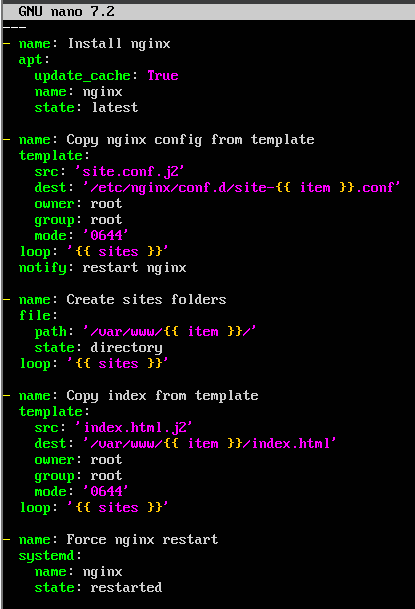 GNU nano 7.2
---
- name: Install nginx
  apt:
    update_cache: True
    name: nginx
    state: latest

- name: Copy nginx config from template
  template:
    src: 'site.conf.j2'
    dest: '/etc/nginx/conf.d/site-{{ item }}.conf'
    owner: root
    group: root
    mode: '0644'
  loop: '{{ sites }}'
  notify: restart nginx

- name: Create sites folders
  file:
    path: '/var/www/{{ item }}/'
    state: directory
  loop: '{{ sites }}'

- name: Copy index from template
  template:
    src: 'index.html.j2'
    dest: '/var/www/{{ item }}/index.html'
    owner: root
    group: root
    mode: '0644'
  loop: '{{ sites }}'

- name: Force nginx restart
  systemd:
    name: nginx
    state: restarted